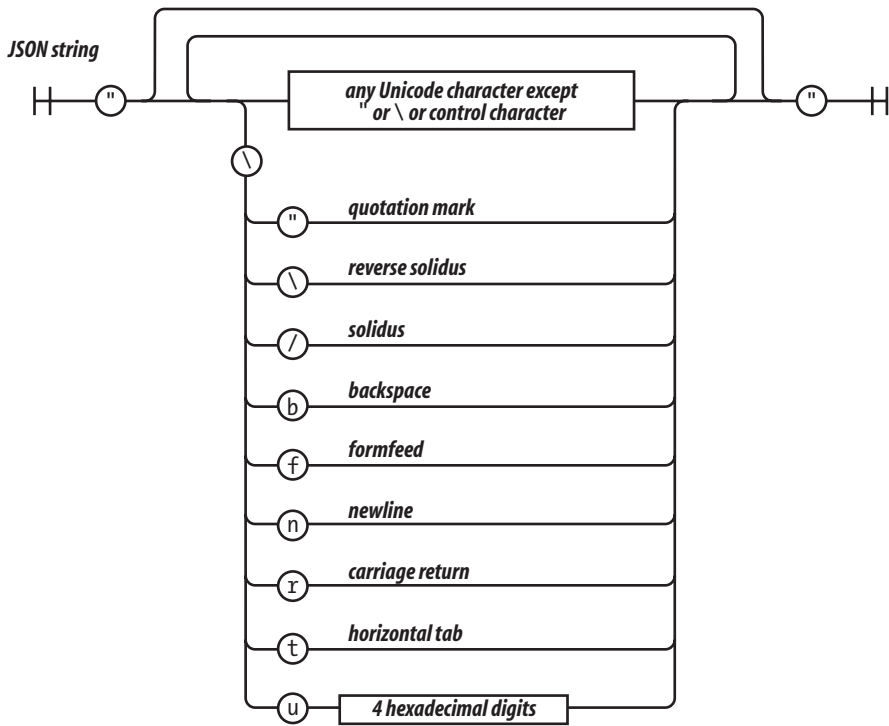 JSON string
"
any Unicode character except
" or \ or control character
"
\
" quotation mark
\ reverse solidus
/ solidus
b backspace
f formfeed
n newline
r carriage return
t horizontal tab
u 4 hexadecimal digits